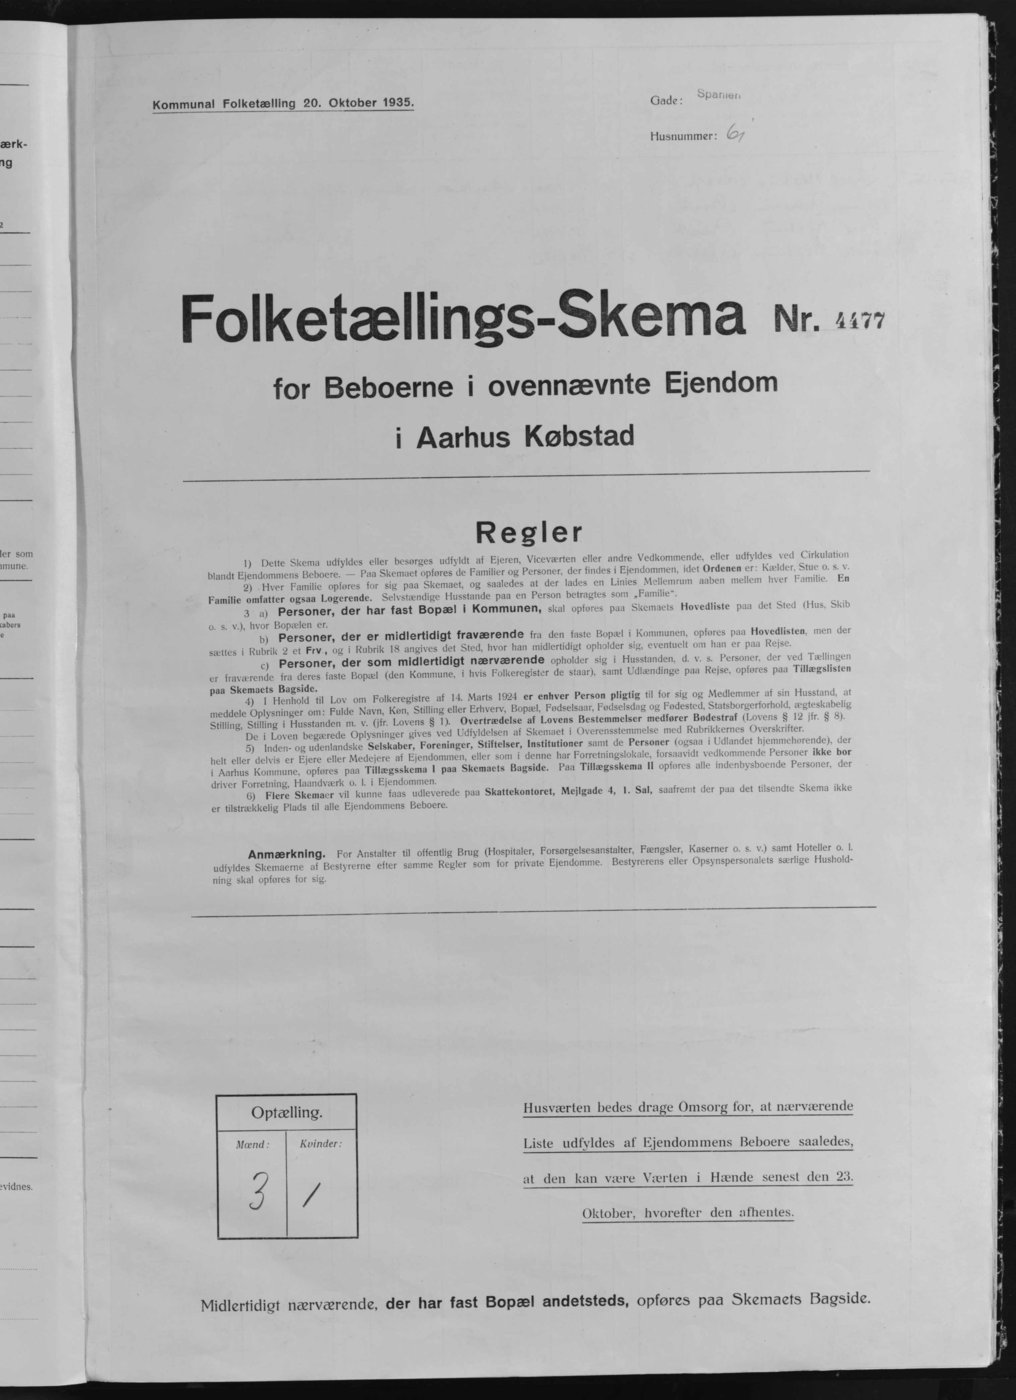 ærk-
ng
2
ler som
mmune.
paa
kabers
e
evidnes.
Kommunal Folketælling 20. Oktober 1935.
Gade: Spanien
Husnummer: 61
Folketællings-Skema Nr. 4477
for Beboerne i ovennævnte Ejendom
i Aarhus Købstad
Regler
1) Dette Skema udfyldes eller besørges udfyldt af Ejeren, Viceværten eller andre Vedkommende, eller udfyldes ved Cirkulation
blandt Ejendommens Beboere. — Paa Skemaet opføres de Familier og Personer, der findes i Ejendommen, idet Ordenen er: Kælder, Stue o. s. v.
2) Hver Familie opføres for sig paa Skemaet, og saaledes at der lades en Linies Mellemrum aaben mellem hver Familie. En
Familie omfatter ogsaa Logerende. Selvstændige Husstande paa en Person betragtes som „Familie“.
3 a) Personer, der har fast Bopæl i Kommunen, skal opføres paa Skemaets Hovedliste paa det Sted (Hus, Skib
o. s. v.), hvor Bopælen er.
b) Personer, der er midlertidigt fraværende fra den faste Bopæl i Kommunen, opføres paa Hovedlisten, men der
sættes i Rubrik 2 et Frv., og i Rubrik 18 angives det Sted, hvor han midlertidigt opholder sig, eventuelt om han er paa Rejse.
c) Personer, der som midlertidigt nærværende opholder sig i Husstanden, d. v. s. Personer, der ved Tællingen
er fraværende fra deres faste Bopæl (den Kommune, i hvis Folkeregister de staar), samt Udlændinge paa Rejse, opføres paa Tillægslisten
paa Skemaets Bagside.
4) I Henhold til Lov om Folkeregistre af 14. Marts 1924 er enhver Person pligtig til for sig og Medlemmer af sin Husstand, at
meddele Oplysninger om: Fulde Navn, Køn, Stilling eller Erhverv, Bopæl, Fødselsaar, Fødselsdag og Fødested, Statsborgerforhold, ægteskabelig
Stilling, Stilling i Husstanden m. v. (jfr. Lovens § 1). Overtrædelse af Lovens Bestemmelser medfører Bødestraf (Lovens § 12 jfr. § 8).
De i Loven begærede Oplysninger gives ved Udfyldelsen af Skemaet i Overensstemmelse med Rubrikkernes Overskrifter.
5) Inden- og udenlandske Selskaber, Foreninger, Stiftelser, Institutioner samt de Personer (ogsaa i Udlandet hjemmehørende), der
helt eller delvis er Ejere eller Medejere af Ejendommen, eller som i denne har Forretningslokale, forsaavidt vedkommende Personer ikke bor
i Aarhus Kommune, opføres paa Tillægsskema I paa Skemaets Bagside. Paa Tillægsskema II opføres alle indenbysboende Personer, der
driver Forretning, Haandværk o. l. i Ejendommen.
6) Flere Skemaer vil kunne faas udleverede paa Skattekontoret, Mejlgade 4, 1. Sal, saafremt der paa det tilsendte Skema ikke
er tilstrækkelig Plads til alle Ejendommens Beboere.
Anmærkning. For Anstalter til offentlig Brug (Hospitaler, Forsørgelsesanstalter, Fængsler, Kaserner o. s. v.) samt Hoteller o. l.
udfyldes Skemaerne af Bestyrerne efter samme Regler som for private Ejendomme. Bestyrerens eller Opsynspersonalets særlige Hushold-
ning skal opføres for sig.
Optælling.
Mænd: Kvinder:
3 1
Husværten bedes drage Omsorg for, at nærværende
Liste udfyldes af Ejendommens Beboere saaledes,
at den kan være Værten i Hænde senest den 23.
Oktober, hvorefter den afhentes.
Midlertidigt nærværende, der har fast Bopæl andetsteds, opføres paa Skemaets Bagside.